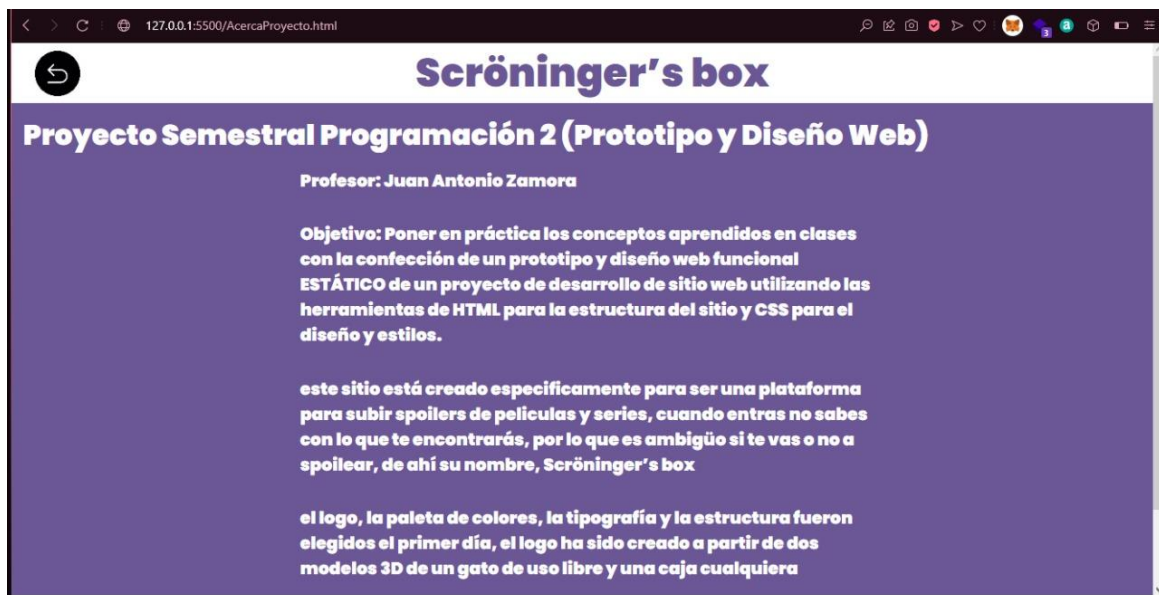 127.0.0.1:5500/AcercaProyecto.html
3
a
Scröninger’s box
Proyecto Semestral Programación 2 (Prototipo y Diseño Web)
Profesor: Juan Antonio Zamora
Objetivo: Poner en práctica los conceptos aprendidos en clases
con la confección de un prototipo y diseño web funcional
ESTÁTICO de un proyecto de desarrollo de sitio web utilizando las
herramientas de HTML para la estructura del sitio y CSS para el
diseño y estilos.
este sitio está creado especificamente para ser una plataforma
para subir spoilers de peliculas y series, cuando entras no sabes
con lo que te encontrarás, por lo que es ambigüo si te vas o no a
spoilear, de ahí su nombre, Scröninger’s box
el logo, la paleta de colores, la tipografía y la estructura fueron
elegidos el primer día, el logo ha sido creado a partir de dos
modelos 3D de un gato de uso libre y una caja cualquiera